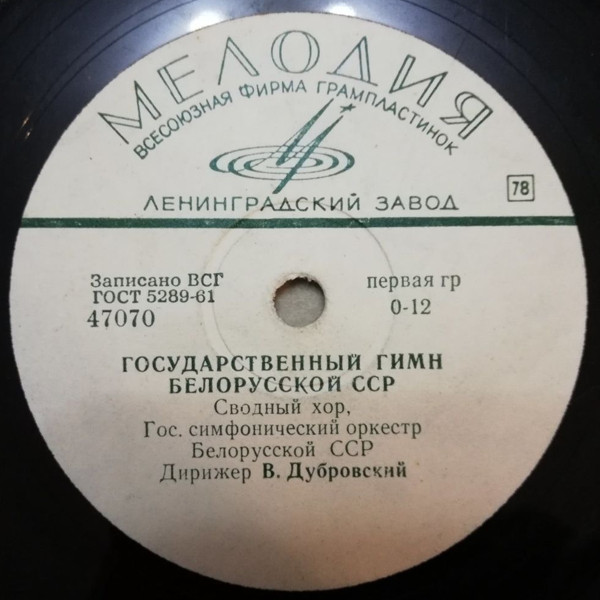 МЕЛОДИЯ
ВСЕСОЮЗНАЯ ФИРМА ГРАМПЛАСТИНОК
ЛЕНИНГРАДСКИЙ ЗАВОД
78
Записано ВСГ
ГОСТ 5289-61
47070
первая гр
0-12
ГОСУДАРСТВЕННЫЙ ГИМН
БЕЛОРУССКОЙ ССР
Сводный хор,
Гос. симфонический оркестр
Белорусской ССР
Дирижер В. Дубровский